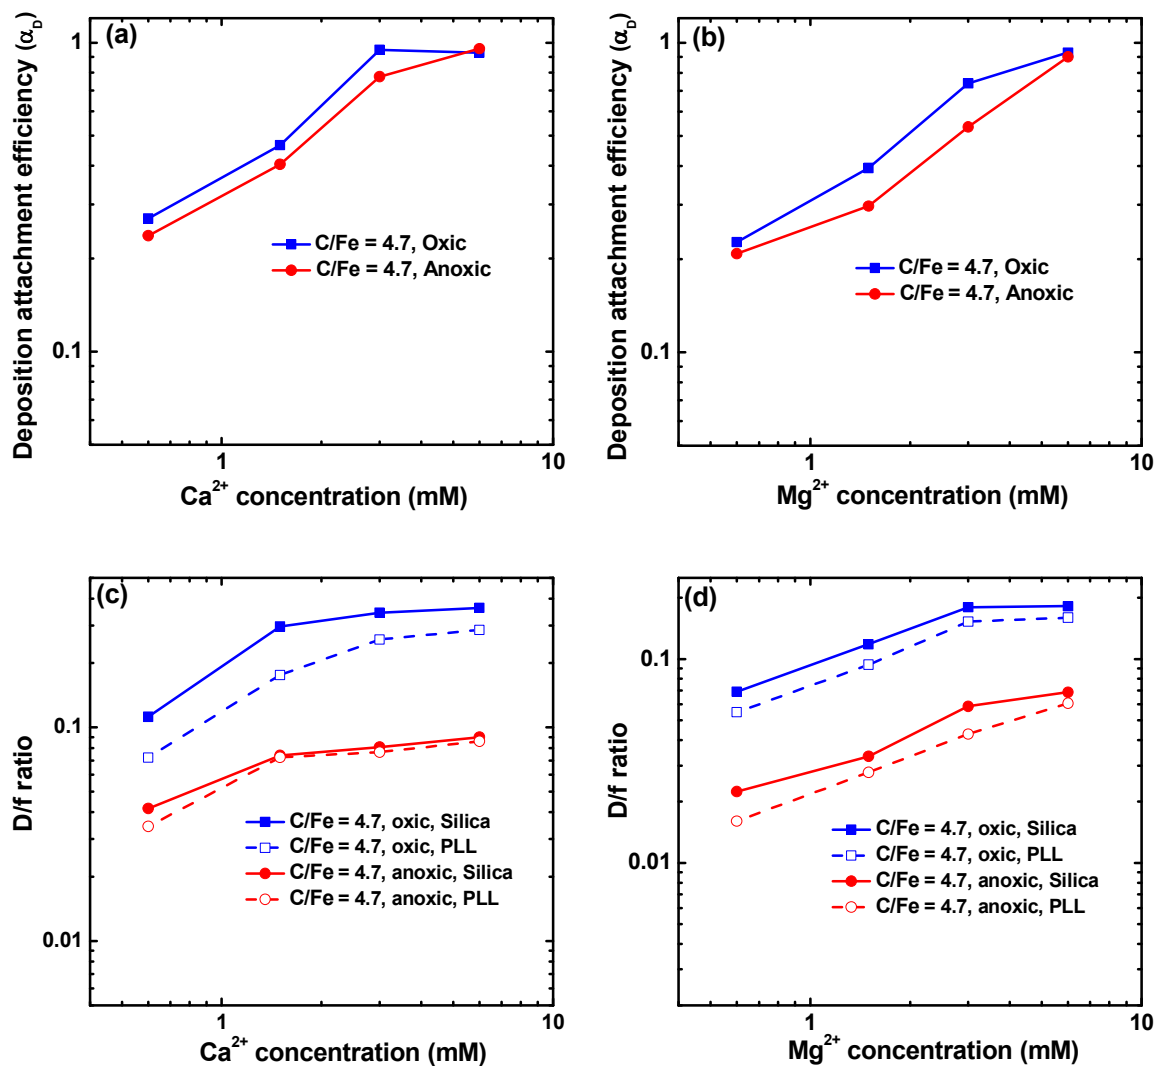 (a)
Deposition attachment efficiency (α_D)
1
0.1
C/Fe = 4.7, Oxic
C/Fe = 4.7, Anoxic
1
10
Ca²⁺ concentration (mM)
(b)
Deposition attachment efficiency (α_D)
1
0.1
C/Fe = 4.7, Oxic
C/Fe = 4.7, Anoxic
1
10
Mg²⁺ concentration (mM)
(c)
D/f ratio
0.1
0.01
C/Fe = 4.7, oxic, Silica
C/Fe = 4.7, oxic, PLL
C/Fe = 4.7, anoxic, Silica
C/Fe = 4.7, anoxic, PLL
1
10
Ca²⁺ concentration (mM)
(d)
D/f ratio
0.1
0.01
C/Fe = 4.7, oxic, Silica
C/Fe = 4.7, oxic, PLL
C/Fe = 4.7, anoxic, Silica
C/Fe = 4.7, anoxic, PLL
1
10
Mg²⁺ concentration (mM)